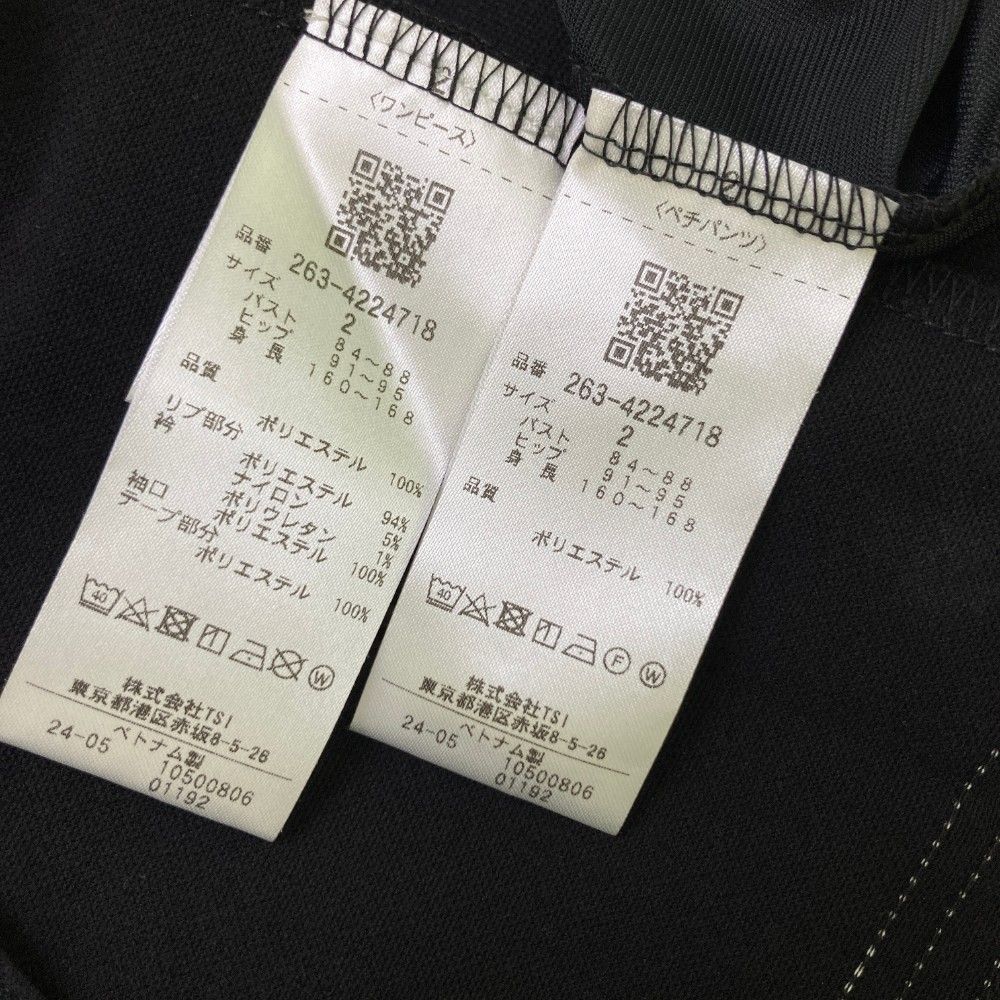 2
〈ワンピース〉
品番 263-4224718
サイズ 2
バスト 84～88
ヒップ 91～95
身長 160～168
品質
ポリエステル 100%
リブ部分
衿
ポリエステル 94%
ナイロン 5%
ポリウレタン 1%
袖口 ポリエステル 100%
テープ部分
ポリエステル 100%
40
W
株式会社TSI
東京都港区赤坂8-5-26
24-05 ベトナム製
10500806
01192
2
〈ペチパンツ〉
品番 263-4224718
サイズ 2
バスト 84～88
ヒップ 91～95
身長 160～168
品質
ポリエステル 100%
40
F W
株式会社TSI
東京都港区赤坂8-5-26
24-05 ベトナム製
10500806
01192